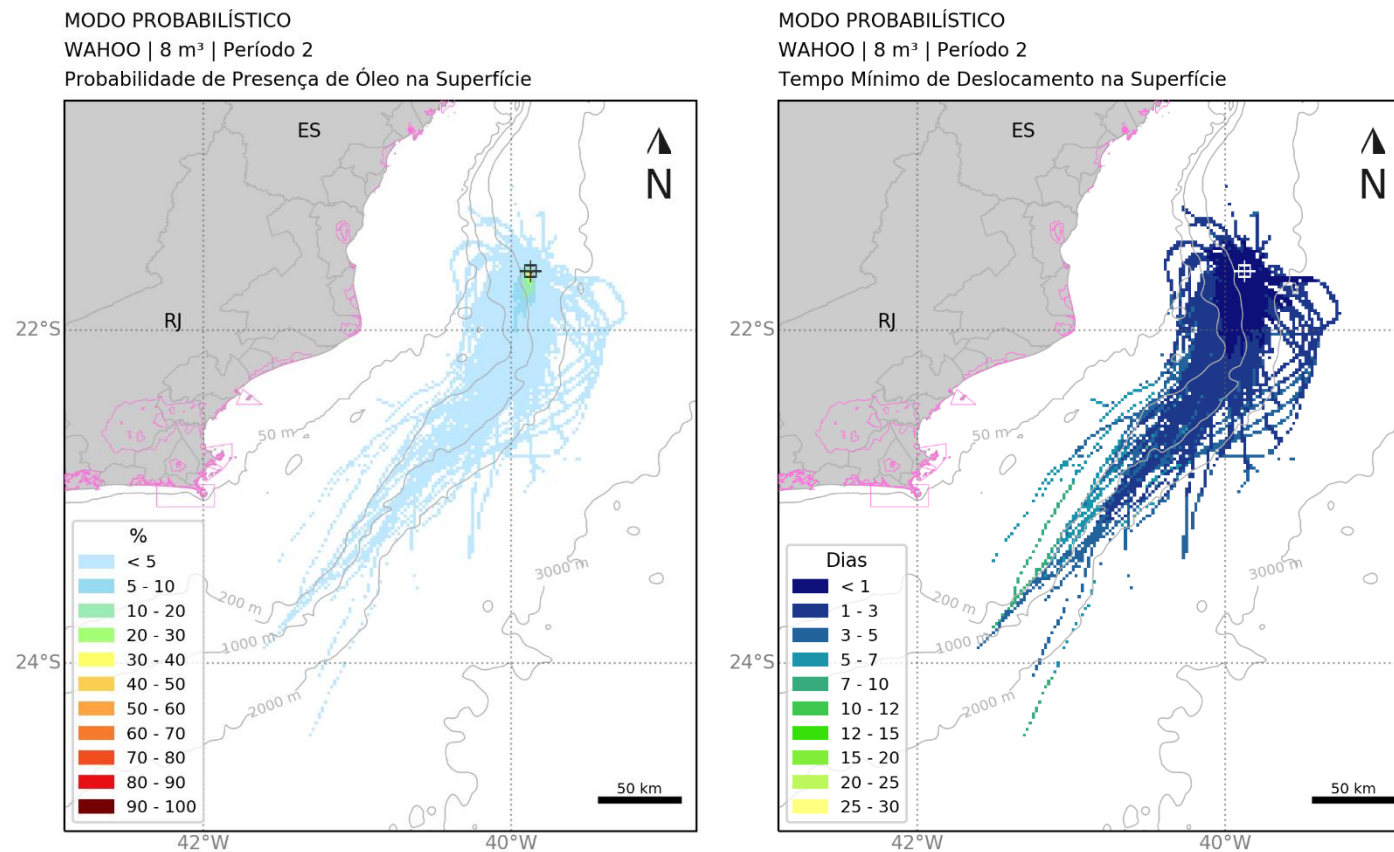 MODO PROBABILÍSTICO
WAHOO | 8 m³ | Período 2
Probabilidade de Presença de Óleo na Superfície
ES
N
RJ
22°S
50 m
%
< 5
5 - 10
10 - 20
20 - 30
30 - 40
40 - 50
50 - 60
60 - 70
70 - 80
80 - 90
90 - 100
200 m
1000 m
2000 m
3000 m
24°S
50 km
42°W
40°W
MODO PROBABILÍSTICO
WAHOO | 8 m³ | Período 2
Tempo Mínimo de Deslocamento na Superfície
ES
N
RJ
22°S
50 m
Dias
< 1
1 - 3
3 - 5
5 - 7
7 - 10
10 - 12
12 - 15
15 - 20
20 - 25
25 - 30
200 m
1000 m
2000 m
3000 m
24°S
50 km
42°W
40°W